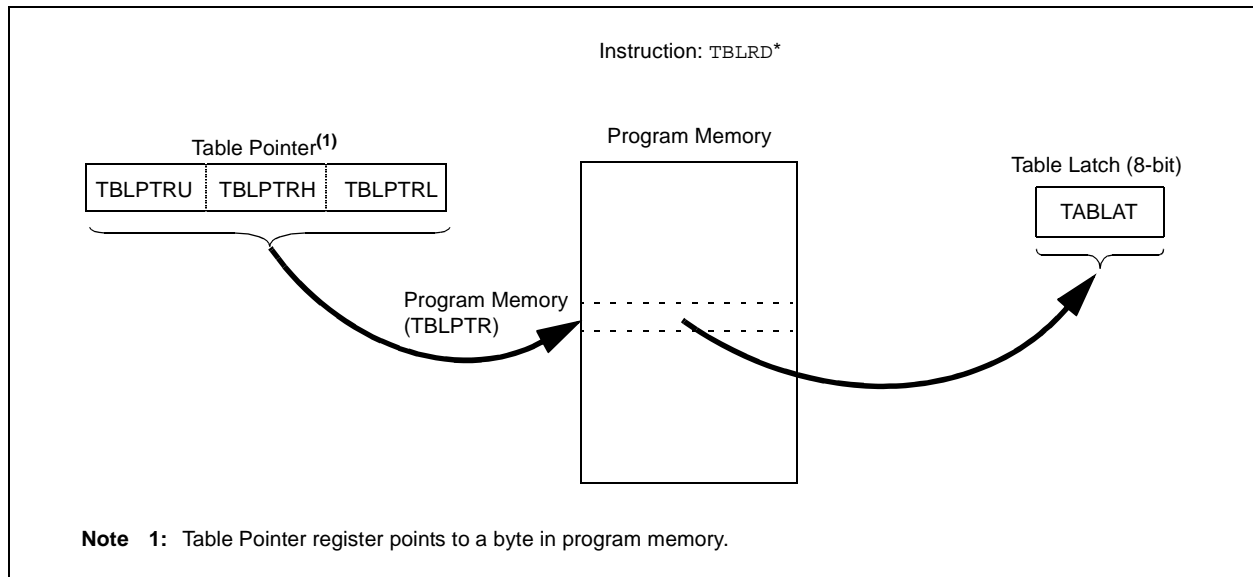 Instruction: TBLRD*
Table Pointer(1)
TBLPTRU TBLPTRH TBLPTRL
Program Memory
(TBLPTR)
Program Memory
Table Latch (8-bit)
TABLAT
Note 1: Table Pointer register points to a byte in program memory.